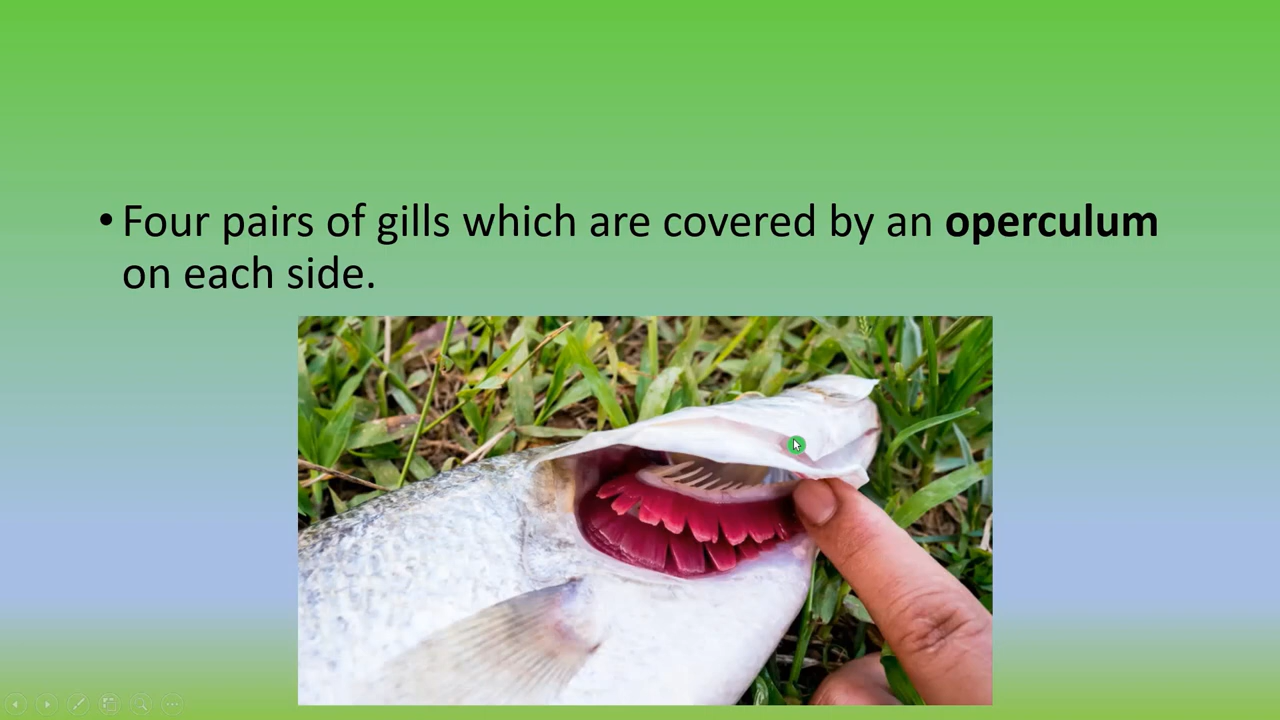 • Four pairs of gills which are covered by an operculum
on each side.